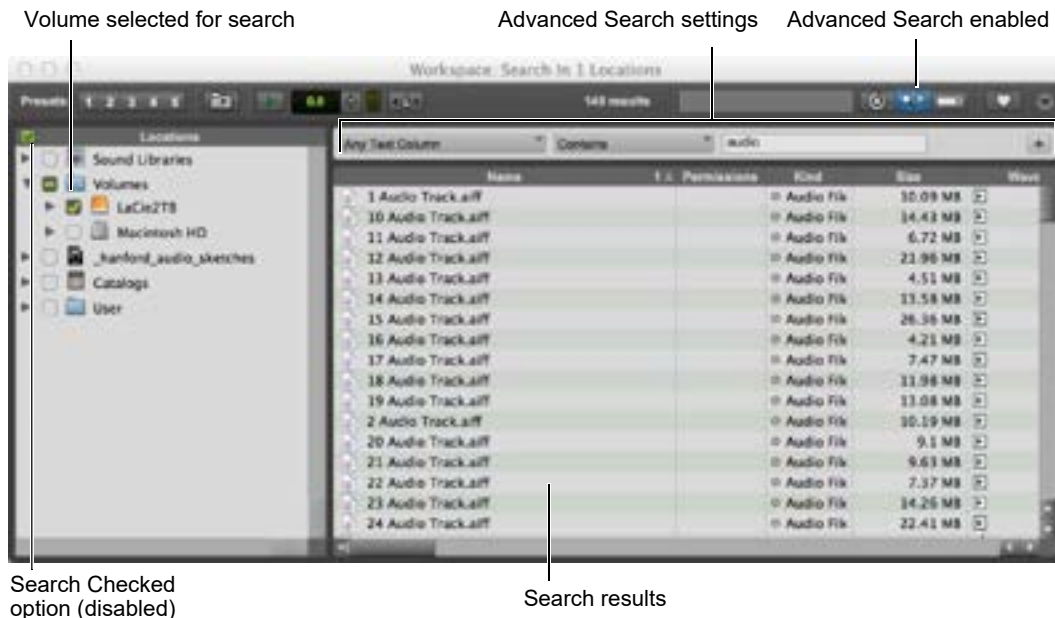 Volume selected for search
Advanced Search settings
Advanced Search enabled
Workspace: Search In 1 Locations
Presets 1 2 3 4 5
0.0
149 results
Locations
Sound Libraries
Volumes
LaCie2TB
Macintosh HD
_hanford_audio_sketches
Catalogs
User
Any Text Column
Contains
audio
Name Permissions Kind Size Wave
1 Audio Track.aiff Audio File 10.09 MB
10 Audio Track.aiff Audio File 14.43 MB
11 Audio Track.aiff Audio File 6.72 MB
12 Audio Track.aiff Audio File 21.96 MB
13 Audio Track.aiff Audio File 4.51 MB
14 Audio Track.aiff Audio File 13.58 MB
15 Audio Track.aiff Audio File 26.36 MB
16 Audio Track.aiff Audio File 4.21 MB
17 Audio Track.aiff Audio File 7.47 MB
18 Audio Track.aiff Audio File 11.98 MB
19 Audio Track.aiff Audio File 13.08 MB
2 Audio Track.aiff Audio File 10.19 MB
20 Audio Track.aiff Audio File 9.1 MB
21 Audio Track.aiff Audio File 9.63 MB
22 Audio Track.aiff Audio File 7.37 MB
23 Audio Track.aiff Audio File 14.26 MB
24 Audio Track.aiff Audio File 22.41 MB
Search Checked
option (disabled)
Search results